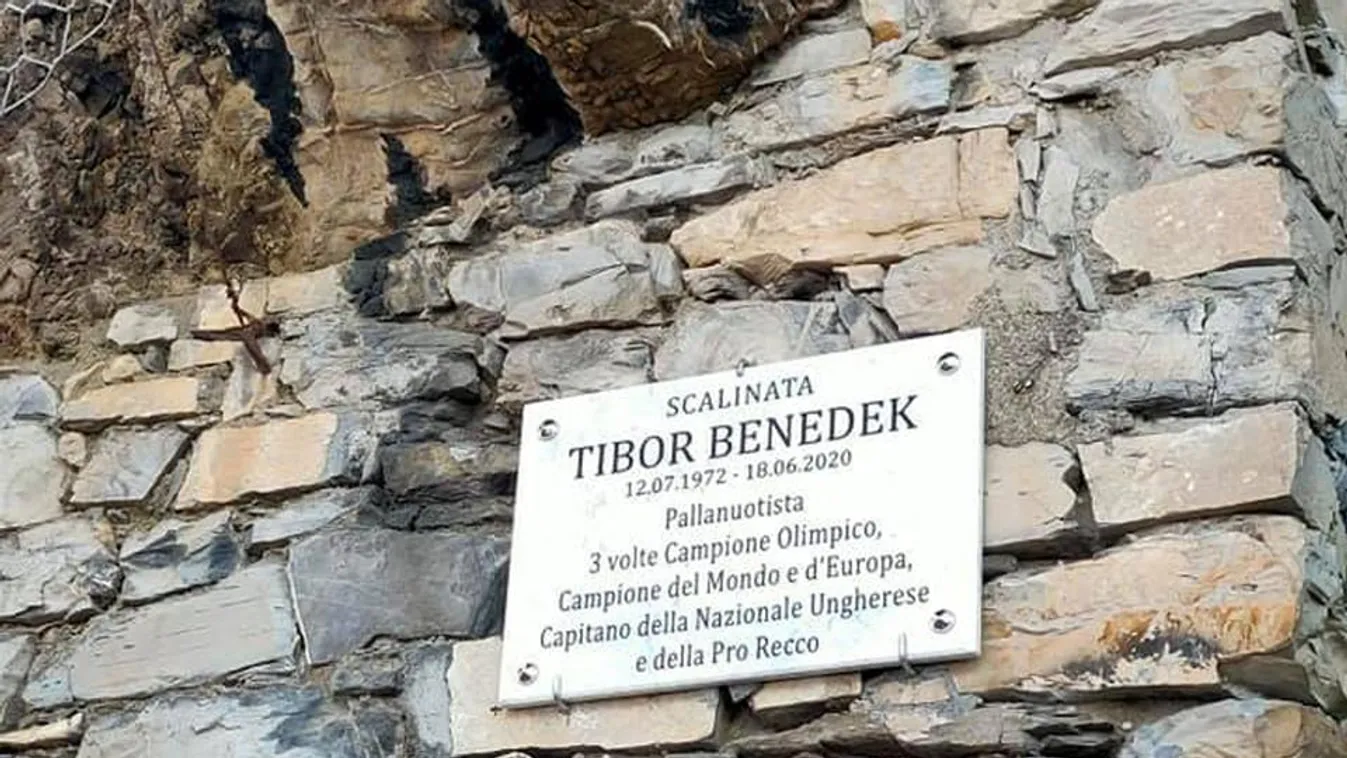 SCALINATA
TIBOR BENEDEK
12.07.1972 - 18.06.2020
Pallanuotista
3 volte Campione Olimpico,
Campione del Mondo e d'Europa,
Capitano della Nazionale Ungherese
e della Pro Recco